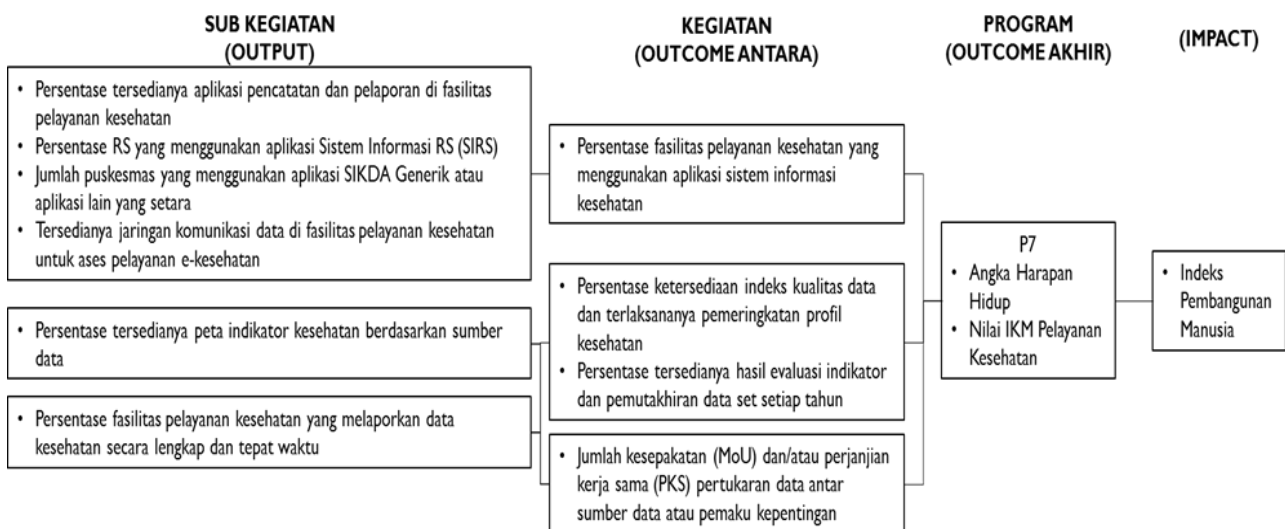 SUB KEGIATAN
(OUTPUT)
KEGIATAN
(OUTCOME ANTARA)
PROGRAM
(OUTCOME AKHIR)
(IMPACT)
• Persentase tersedianya aplikasi pencatatan dan pelaporan di fasilitas
pelayanan kesehatan
• Persentase RS yang menggunakan aplikasi Sistem Informasi RS (SIRS)
• Jumlah puskesmas yang menggunakan aplikasi SIKDA Generik atau
aplikasi lain yang setara
• Tersedianya jaringan komunikasi data di fasilitas pelayanan kesehatan
untuk ases pelayanan e-kesehatan
• Persentase tersedianya peta indikator kesehatan berdasarkan sumber
data
• Persentase fasilitas pelayanan kesehatan yang melaporkan data
kesehatan secara lengkap dan tepat waktu
• Persentase fasilitas pelayanan kesehatan yang
menggunakan aplikasi sistem informasi
kesehatan
• Persentase ketersediaan indeks kualitas data
dan terlaksananya pemeringkatan profil
kesehatan
• Persentase tersedianya hasil evaluasi indikator
dan pemutakhiran data set setiap tahun
• Jumlah kesepakatan (MoU) dan/atau perjanjian
kerja sama (PKS) pertukaran data antar
sumber data atau pemaku kepentingan
P7
• Angka Harapan
Hidup
• Nilai IKM Pelayanan
Kesehatan
• Indeks
Pembangunan
Manusia